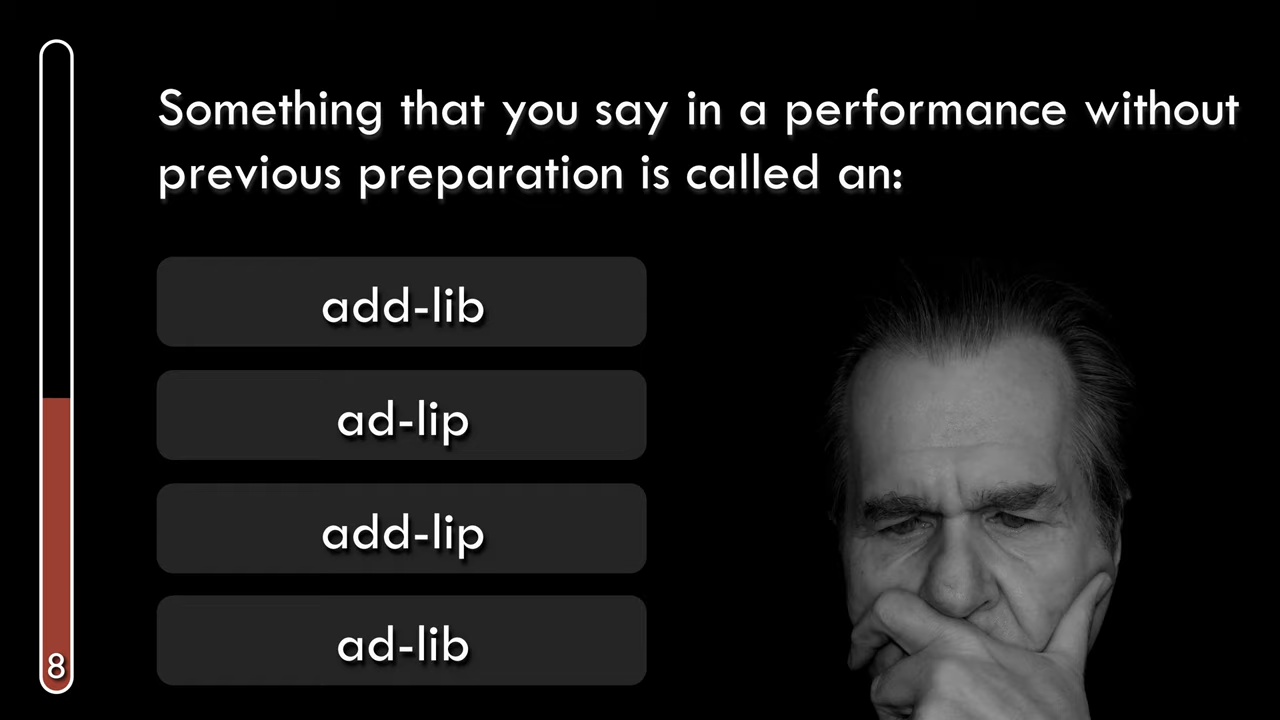 Something that you say in a performance without
previous preparation is called an:
add-lib
ad-lip
add-lip
ad-lib
8